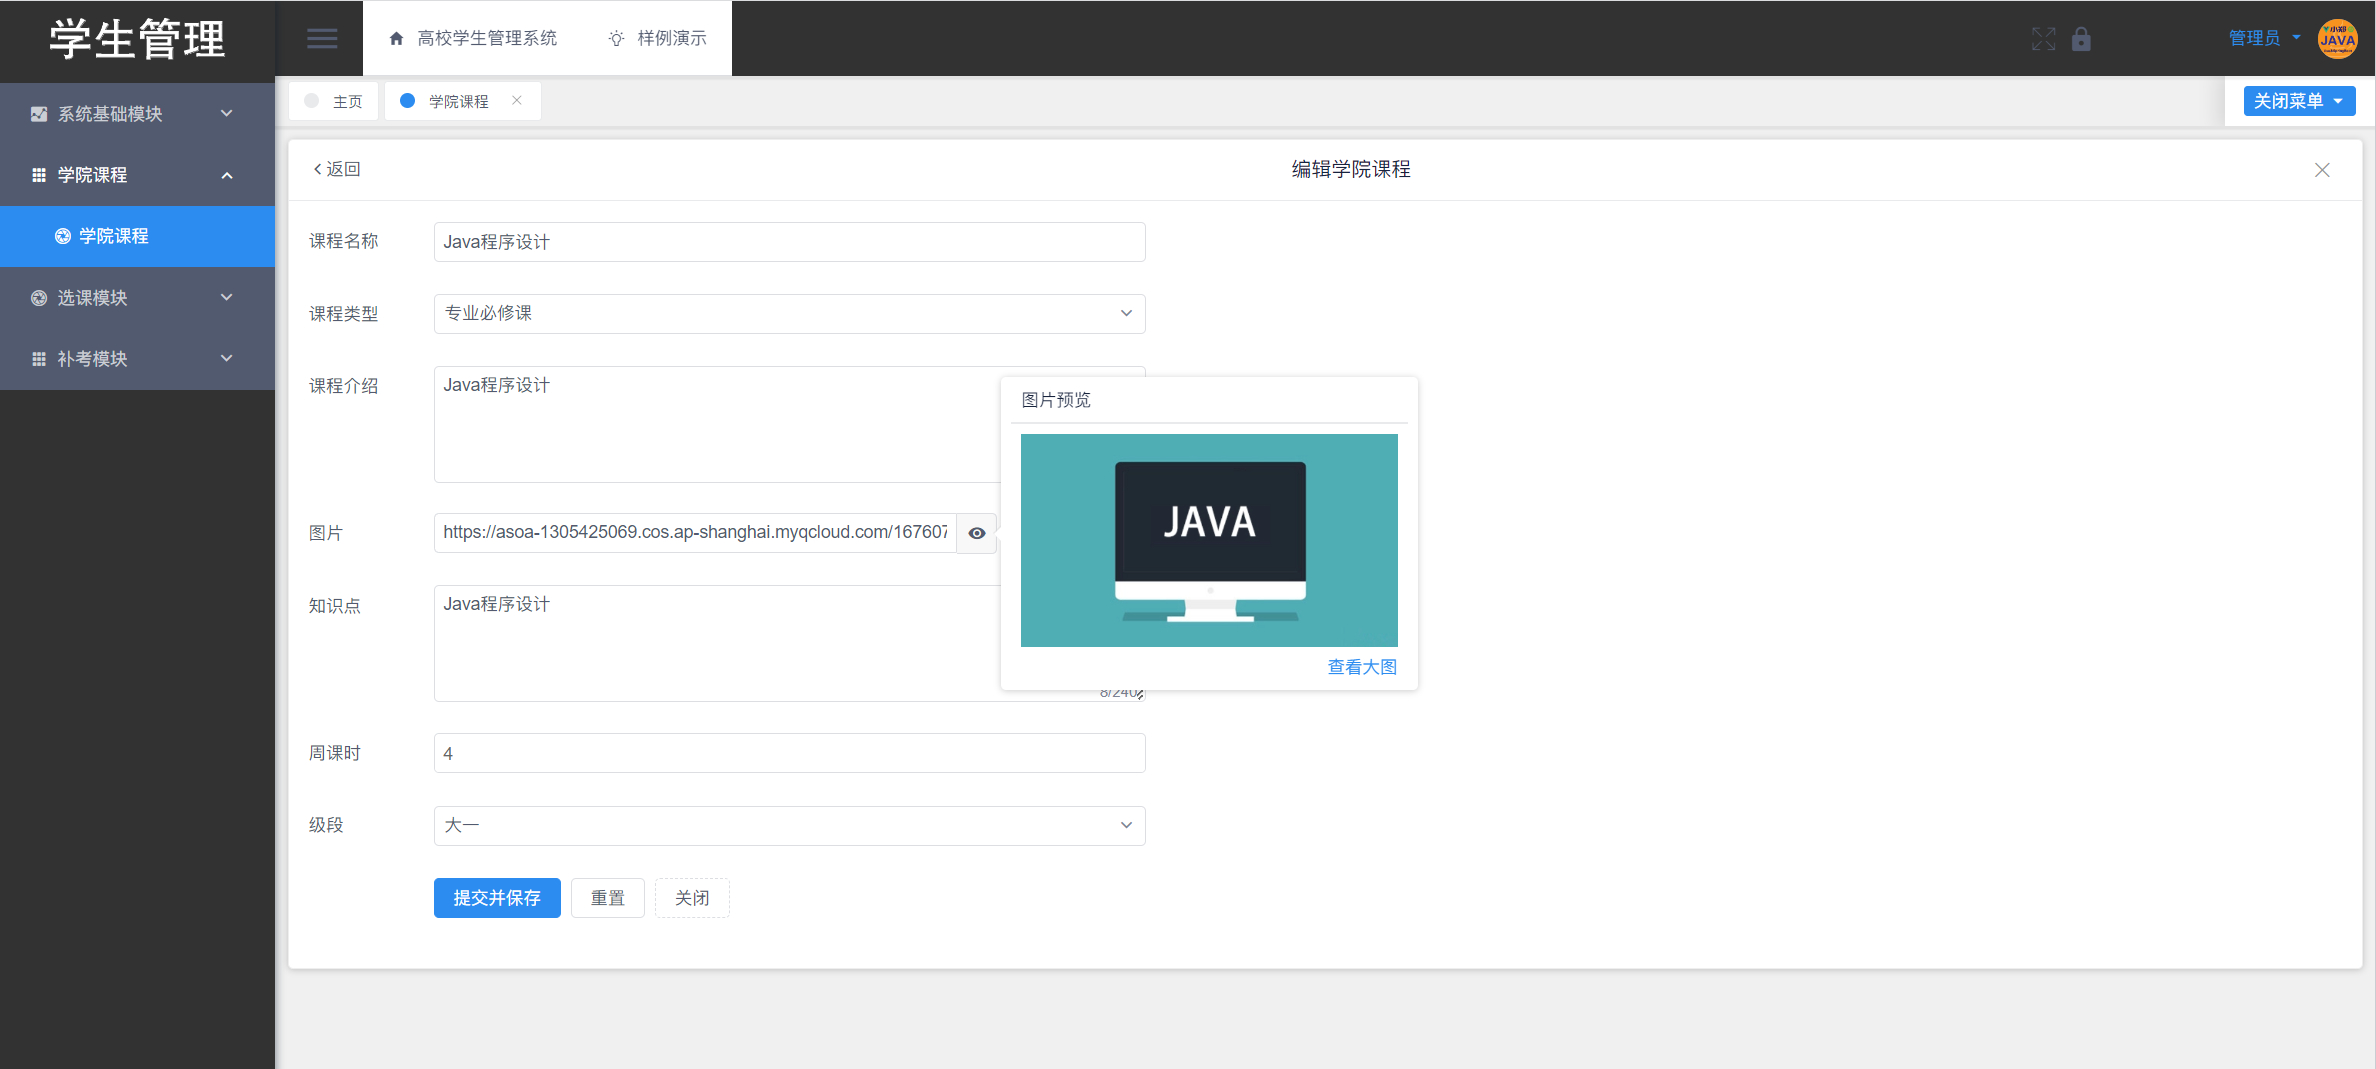 学生管理
高校学生管理系统
样例演示
管理员
小郑
JAVA
主页
学院课程
关闭菜单
系统基础模块
学院课程
学院课程
选课模块
补考模块
返回
编辑学院课程
课程名称
Java程序设计
课程类型
专业必修课
课程介绍
Java程序设计
图片预览
JAVA
查看大图
图片
https://asoa-1305425069.cos.ap-shanghai.myqcloud.com/167607
知识点
Java程序设计
8/240
周课时
4
级段
大一
提交并保存
重置
关闭